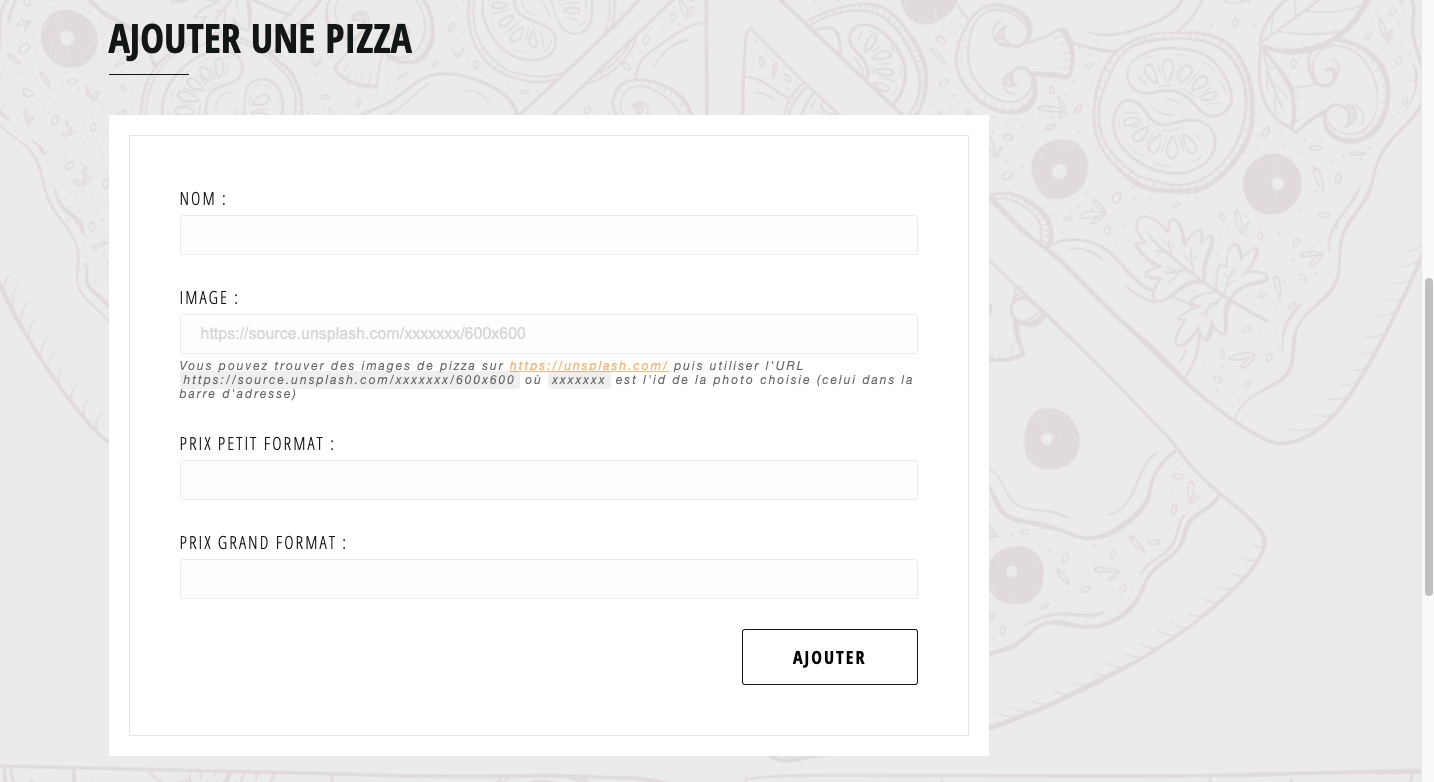 AJOUTER UNE PIZZA
NOM :
IMAGE :
https://source.unsplash.com/xxxxxxx/600x600
Vous pouvez trouver des images de pizza sur https://unsplash.com/ puis utiliser l'URL
https://source.unsplash.com/xxxxxxx/600x600 où xxxxxxx est l'id de la photo choisie (celui dans la
barre d'adresse)
PRIX PETIT FORMAT :
PRIX GRAND FORMAT :
AJOUTER